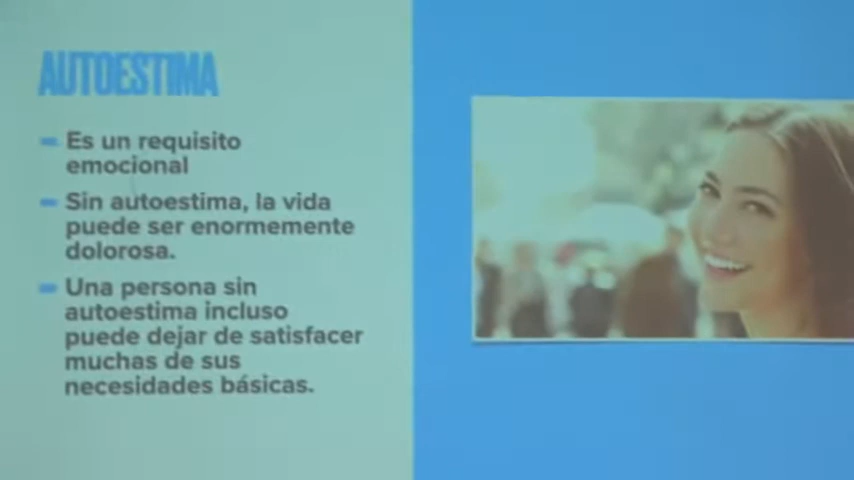 AUTOESTIMA
Es un requisito
emocional
Sin autoestima, la vida
puede ser enormemente
dolorosa.
Una persona sin
autoestima incluso
puede dejar de satisfacer
muchas de sus
necesidades básicas.